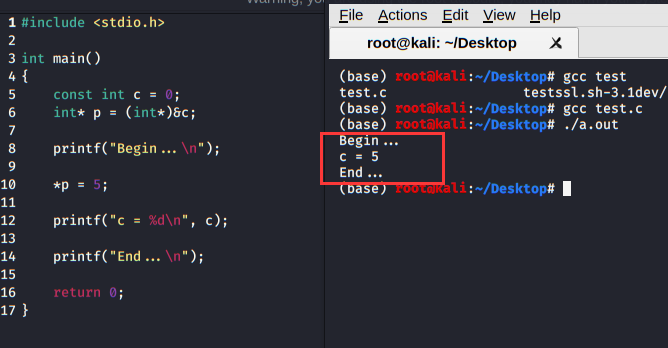 Warning, you
1 #include <stdio.h>
2
3 int main()
4 {
5     const int c = 0;
6     int* p = (int*)&c;
7
8     printf("Begin...\n");
9
10     *p = 5;
11
12     printf("c = %d\n", c);
13
14     printf("End...\n");
15
16     return 0;
17 }
File Actions Edit View Help
root@kali: ~/Desktop
(base) root@kali:~/Desktop# gcc test
test.c testssl.sh-3.1dev/
(base) root@kali:~/Desktop# gcc test.c
(base) root@kali:~/Desktop# ./a.out
Begin...
c = 5
End...
(base) root@kali:~/Desktop#